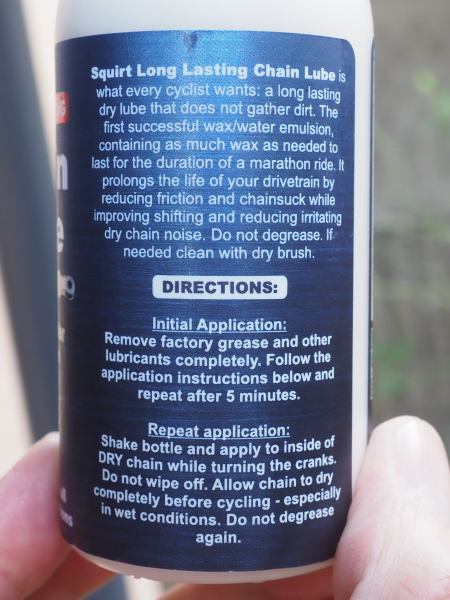 Squirt Long Lasting Chain Lube is
what every cyclist wants: a long lasting
dry lube that does not gather dirt. The
first successful wax/water emulsion,
containing as much wax as needed to
last for the duration of a marathon ride. It
prolongs the life of your drivetrain by
reducing friction and chainsuck while
improving shifting and reducing irritating
dry chain noise. Do not degrease. If
needed clean with dry brush.
DIRECTIONS:
Initial Application:
Remove factory grease and other
lubricants completely. Follow the
application instructions below and
repeat after 5 minutes.
Repeat application:
Shake bottle and apply to inside of
DRY chain while turning the cranks.
Do not wipe off. Allow chain to dry
completely before cycling - especially
in wet conditions. Do not degrease
again.